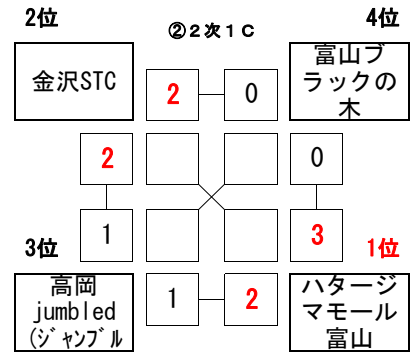 2位
②２次１Ｃ
4位
金沢STC
2
0
富山ブ
ラックの
木
2
0
1
3
3位
1位
高岡
jumbled
(ｼﾞｬﾝﾌﾞﾙ
1
2
ハタージ
マモール
富山